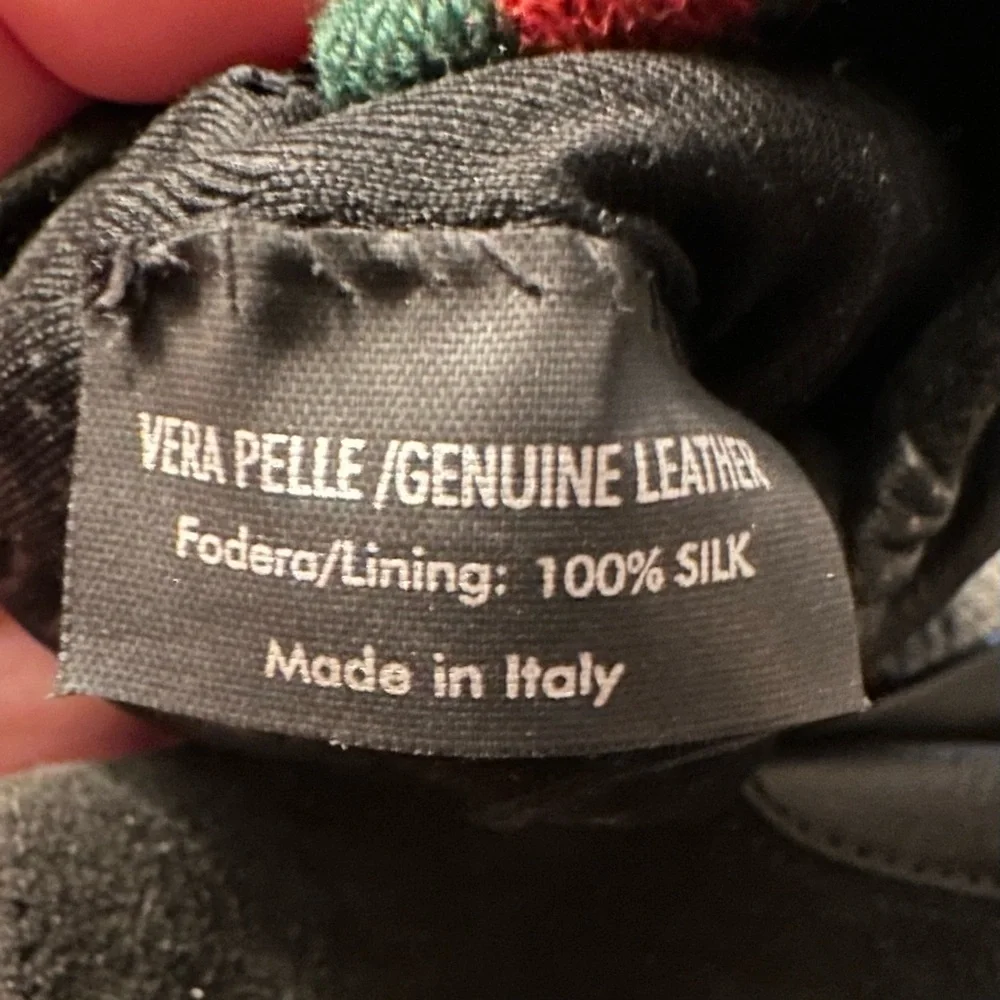 VERA PELLE /GENUINE LEATHER
Fodera/Lining: 100% SILK
Made in Italy